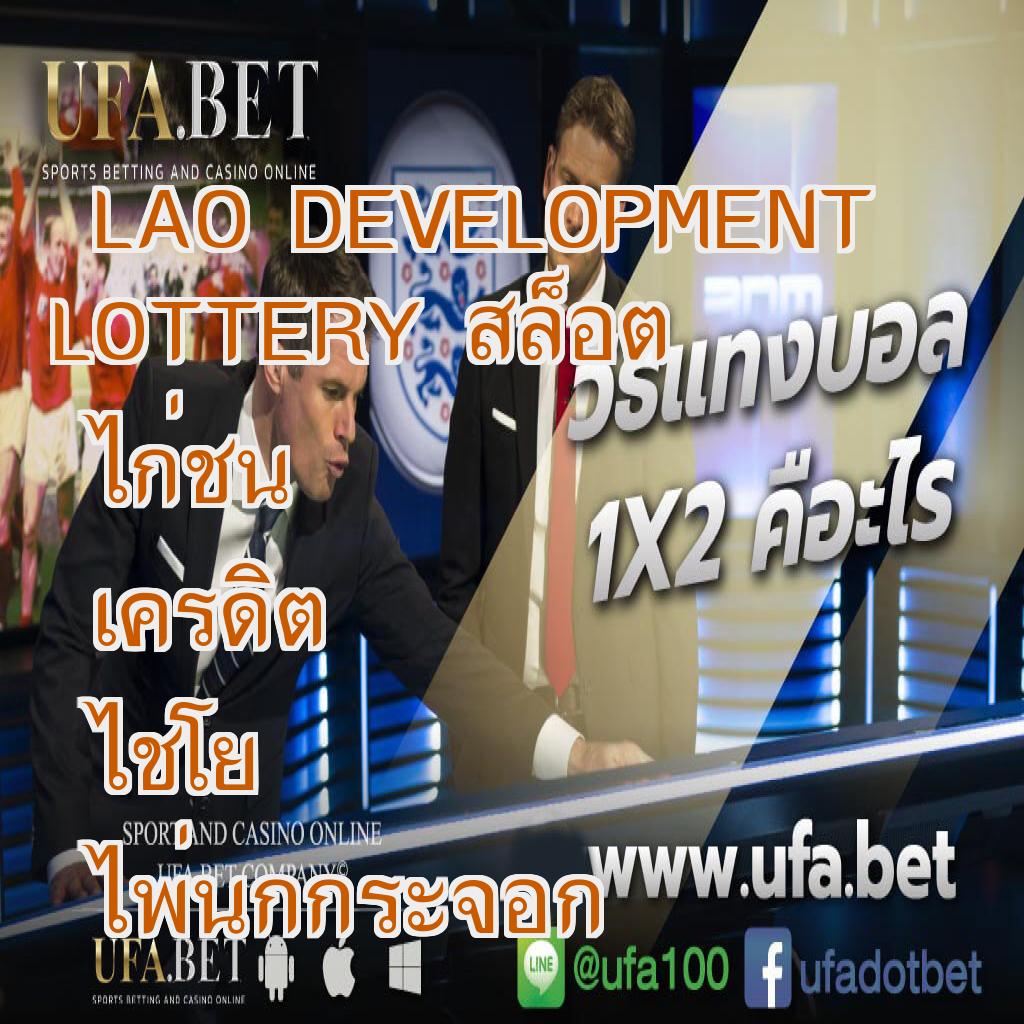 UFA.BET
SPORTS BETTING AND CASINO ONLINE
LAO DEVELOPMENT
LOTTERY สล็อต
ไก่ชน
เครดิต
ไชโย
ไพ่นกกระจอก
วิธีแทงบอล
1X2 คืออะไร
SPORT AND CASINO ONLINE
UFA.BET COMPANY©
www.ufa.bet
UFA.BET
SPORTS BETTING AND CASINO ONLINE
LINE
@ufa100
f
ufadotbet